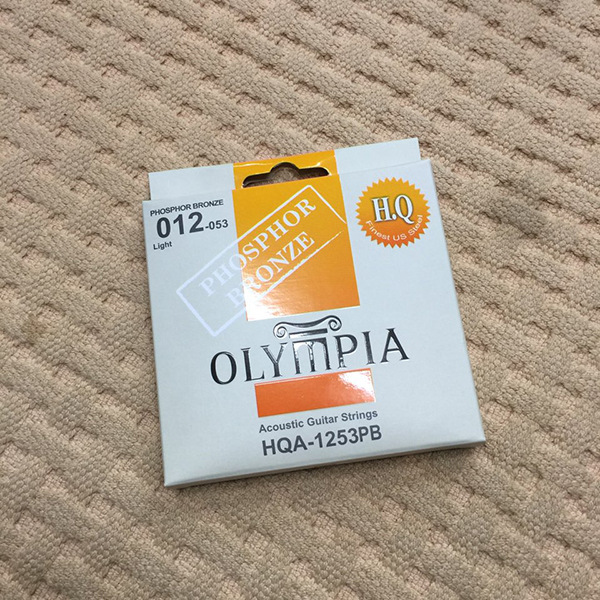 PHOSPHOR BRONZE
012-053
Light
PHOSPHOR
BRONZE
H.Q
Finest US Steel
OLYMPIA
Acoustic Guitar Strings
HQA-1253PB